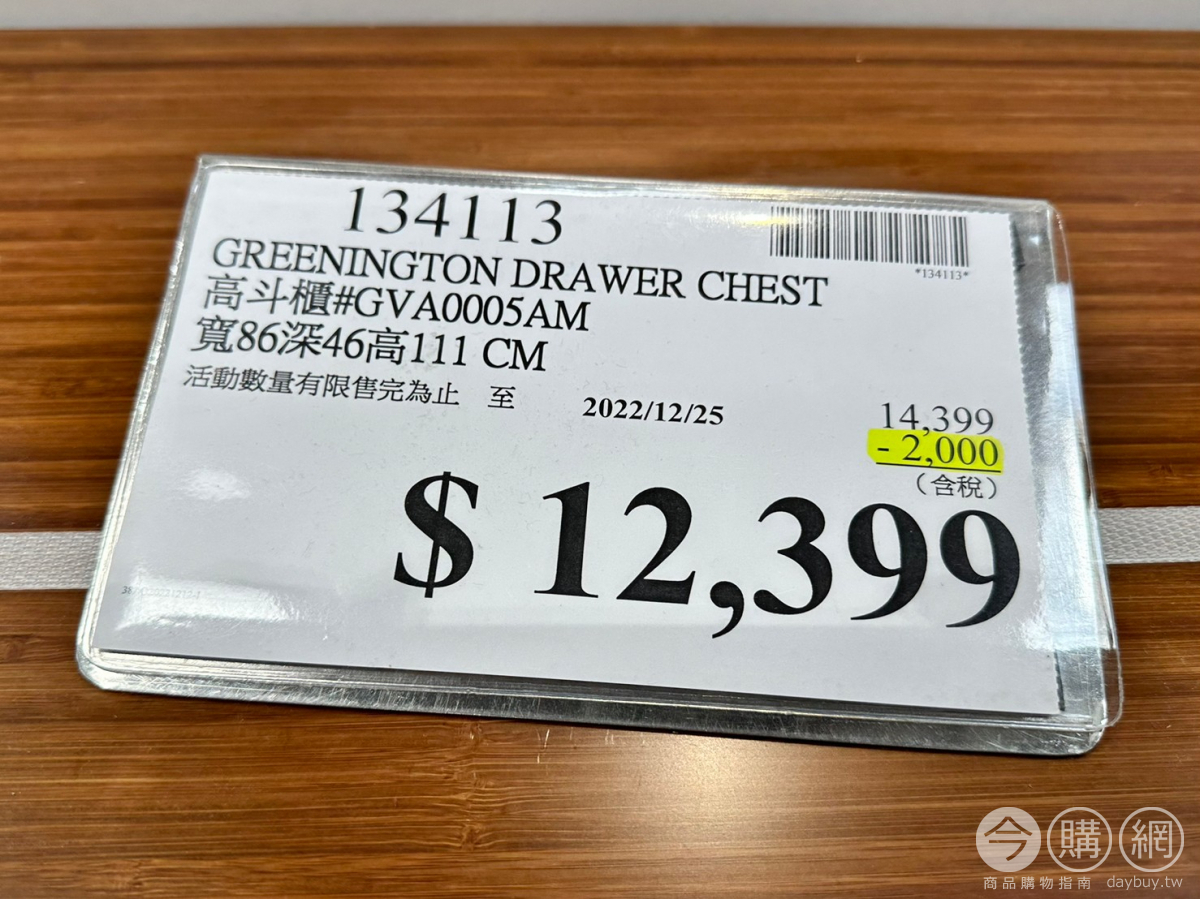 134113
*134113*
GREENINGTON DRAWER CHEST
高斗櫃#GVA0005AM
寬86深46高111 CM
活動數量有限售完為止 至 2022/12/25
14,399
- 2,000
(含稅)
$ 12,399
今購網
商品購物指南 daybuy.tw